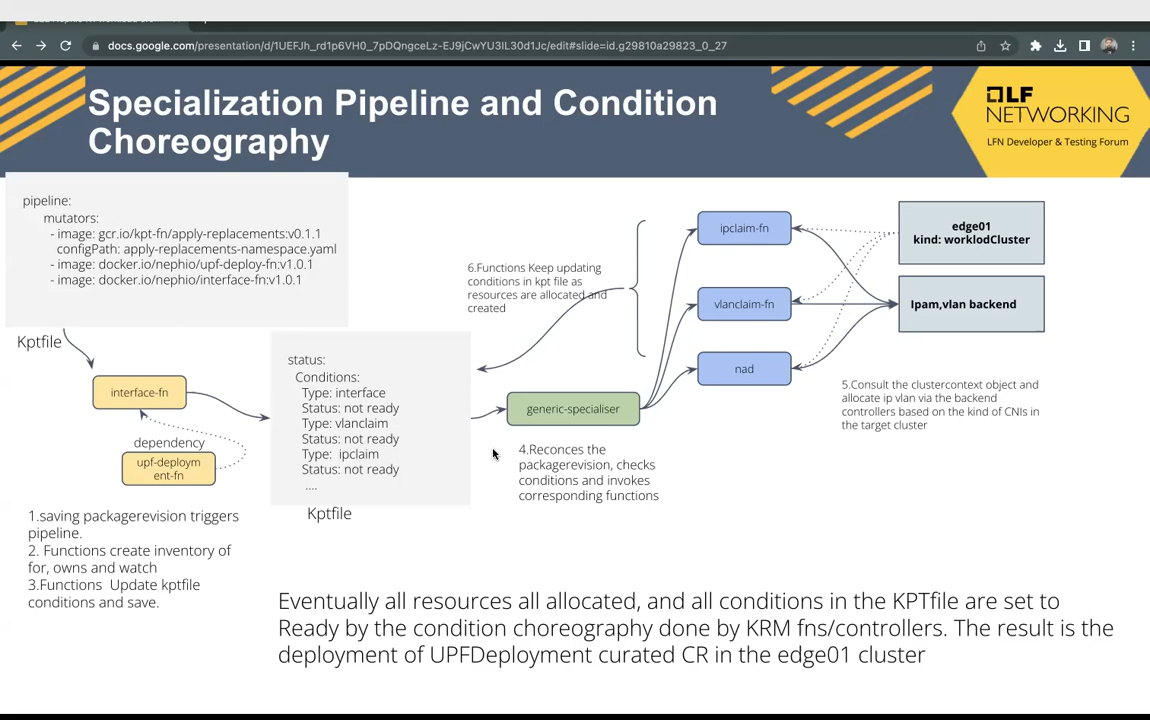 docs.google.com/presentation/d/1UEFJh_rd1p6VH0_7pDQngceLz-EJ9jCwYU3IL30d1Jc/edit#slide=id.g29810a29823_0_27
Specialization Pipeline and Condition
Choreography
LF
NETWORKING
LFN Developer & Testing Forum
pipeline:
mutators:
- image: gcr.io/kpt-fn/apply-replacements:v0.1.1
configPath: apply-replacements-namespace.yaml
- image: docker.io/nephio/upf-deploy-fn:v1.0.1
- image: docker.io/nephio/interface-fn:v1.0.1
Kptfile
interface-fn
dependency
upf-deploym
ent-fn
1.saving packagerevision triggers
pipeline.
2. Functions create inventory of
for, owns and watch
3.Functions Update kptfile
conditions and save.
status:
Conditions:
Type: interface
Status: not ready
Type: vlanclaim
Status: not ready
Type: ipclaim
Status: not ready
....
Kptfile
6.Functions Keep updating
conditions in kpt file as
resources are allocated and
created
generic-specialiser
4.Reconces the
packagerevision, checks
conditions and invokes
corresponding functions
ipclaim-fn
vlanclaim-fn
nad
edge01
kind: worklodCluster
Ipam,vlan backend
5.Consult the clustercontext object and
allocate ip vlan via the backend
controllers based on the kind of CNIs in
the target cluster
Eventually all resources all allocated, and all conditions in the KPTfile are set to
Ready by the condition choreography done by KRM fns/controllers. The result is the
deployment of UPFDeployment curated CR in the edge01 cluster